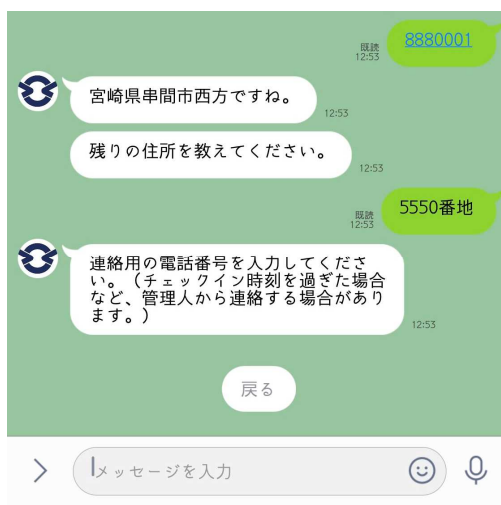 8880001
既読
12:53
宮崎県串間市西方ですね。
12:53
残りの住所を教えてください。
12:53
5550番地
既読
12:53
連絡用の電話番号を入力してくださ
い。（チェックイン時刻を過ぎた場合
など、管理人から連絡する場合があり
ます。）
12:53
戻る
メッセージを入力